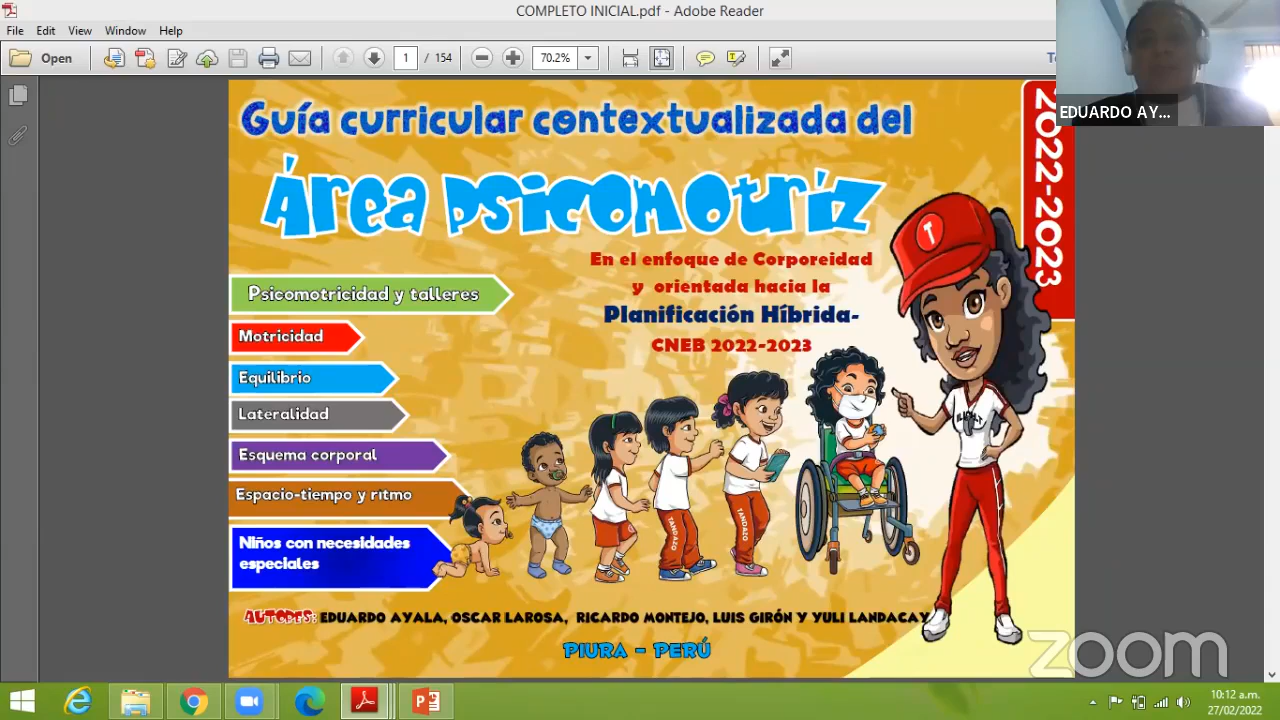 COMPLETO INICIAL.pdf - Adobe Reader
File Edit View Window Help
Open
1 / 154
70.2%
EDUARDO AY...
Guía curricular contextualizada del
Área psicomotríz
2022-2023
En el enfoque de Corporeidad
y orientada hacia la
Planificación Híbrida-
CNEB 2022-2023
T
Psicomotricidad y talleres
Motricidad
Equilibrio
Lateralidad
Esquema corporal
Espacio-tiempo y ritmo
Niños con necesidades
especiales
TANDAZO
TANDAZO
AUTORES: EDUARDO AYALA, OSCAR LAROSA, RICARDO MONTEJO, LUIS GIRÓN Y YULI LANDACAY
PIURA - PERÚ
zoom
10:12 a.m.
27/02/2022